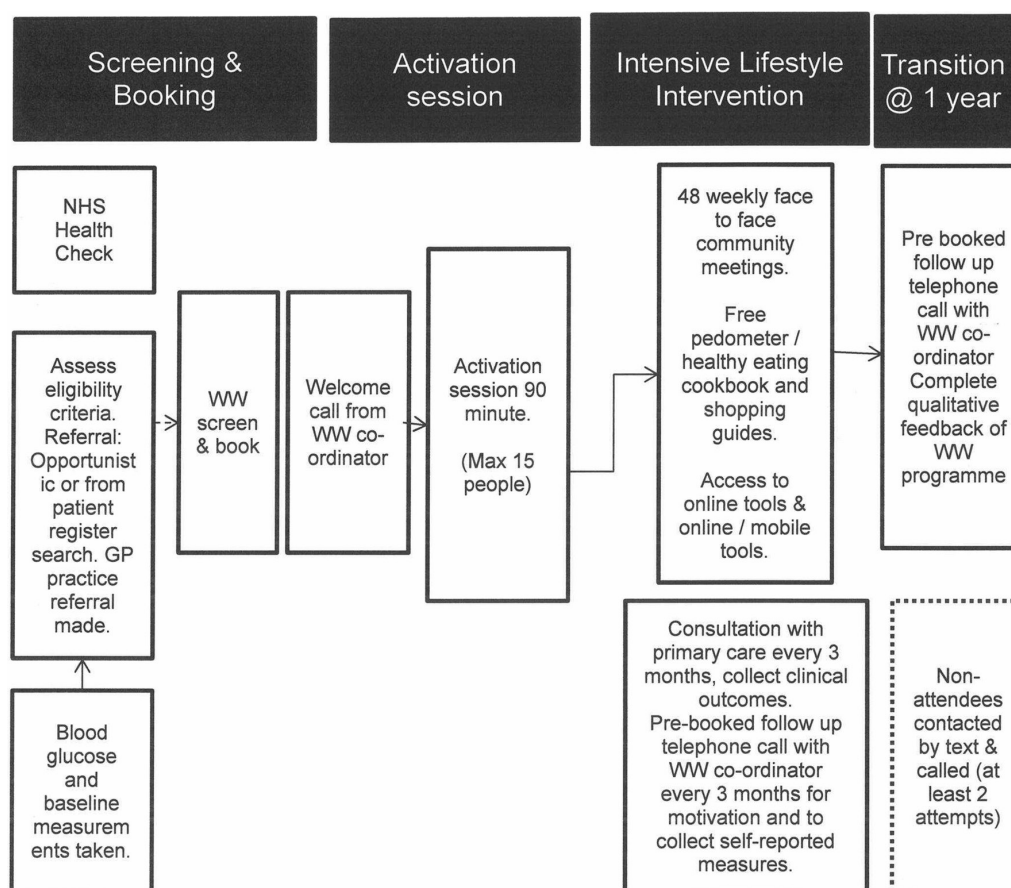 Screening &
Booking
Activation
session
Intensive Lifestyle
Intervention
Transition
@ 1 year
NHS
Health
Check
Assess
eligibility
criteria.
Referral:
Opportunist
ic or from
patient
register
search. GP
practice
referral
made.
Blood
glucose
and
baseline
measurem
ents taken.
WW
screen
& book
Welcome
call from
WW co-
ordinator
Activation
session 90
minute.
(Max 15
people)
48 weekly face
to face
community
meetings.
Free
pedometer /
healthy eating
cookbook and
shopping
guides.
Access to
online tools &
online / mobile
tools.
Consultation with
primary care every 3
months, collect clinical
outcomes.
Pre-booked follow up
telephone call with
WW co-ordinator
every 3 months for
motivation and to
collect self-reported
measures.
Pre booked
follow up
telephone
call with
WW co-
ordinator
Complete
qualitative
feedback of
WW
programme
Non-
attendees
contacted
by text &
called (at
least 2
attempts)